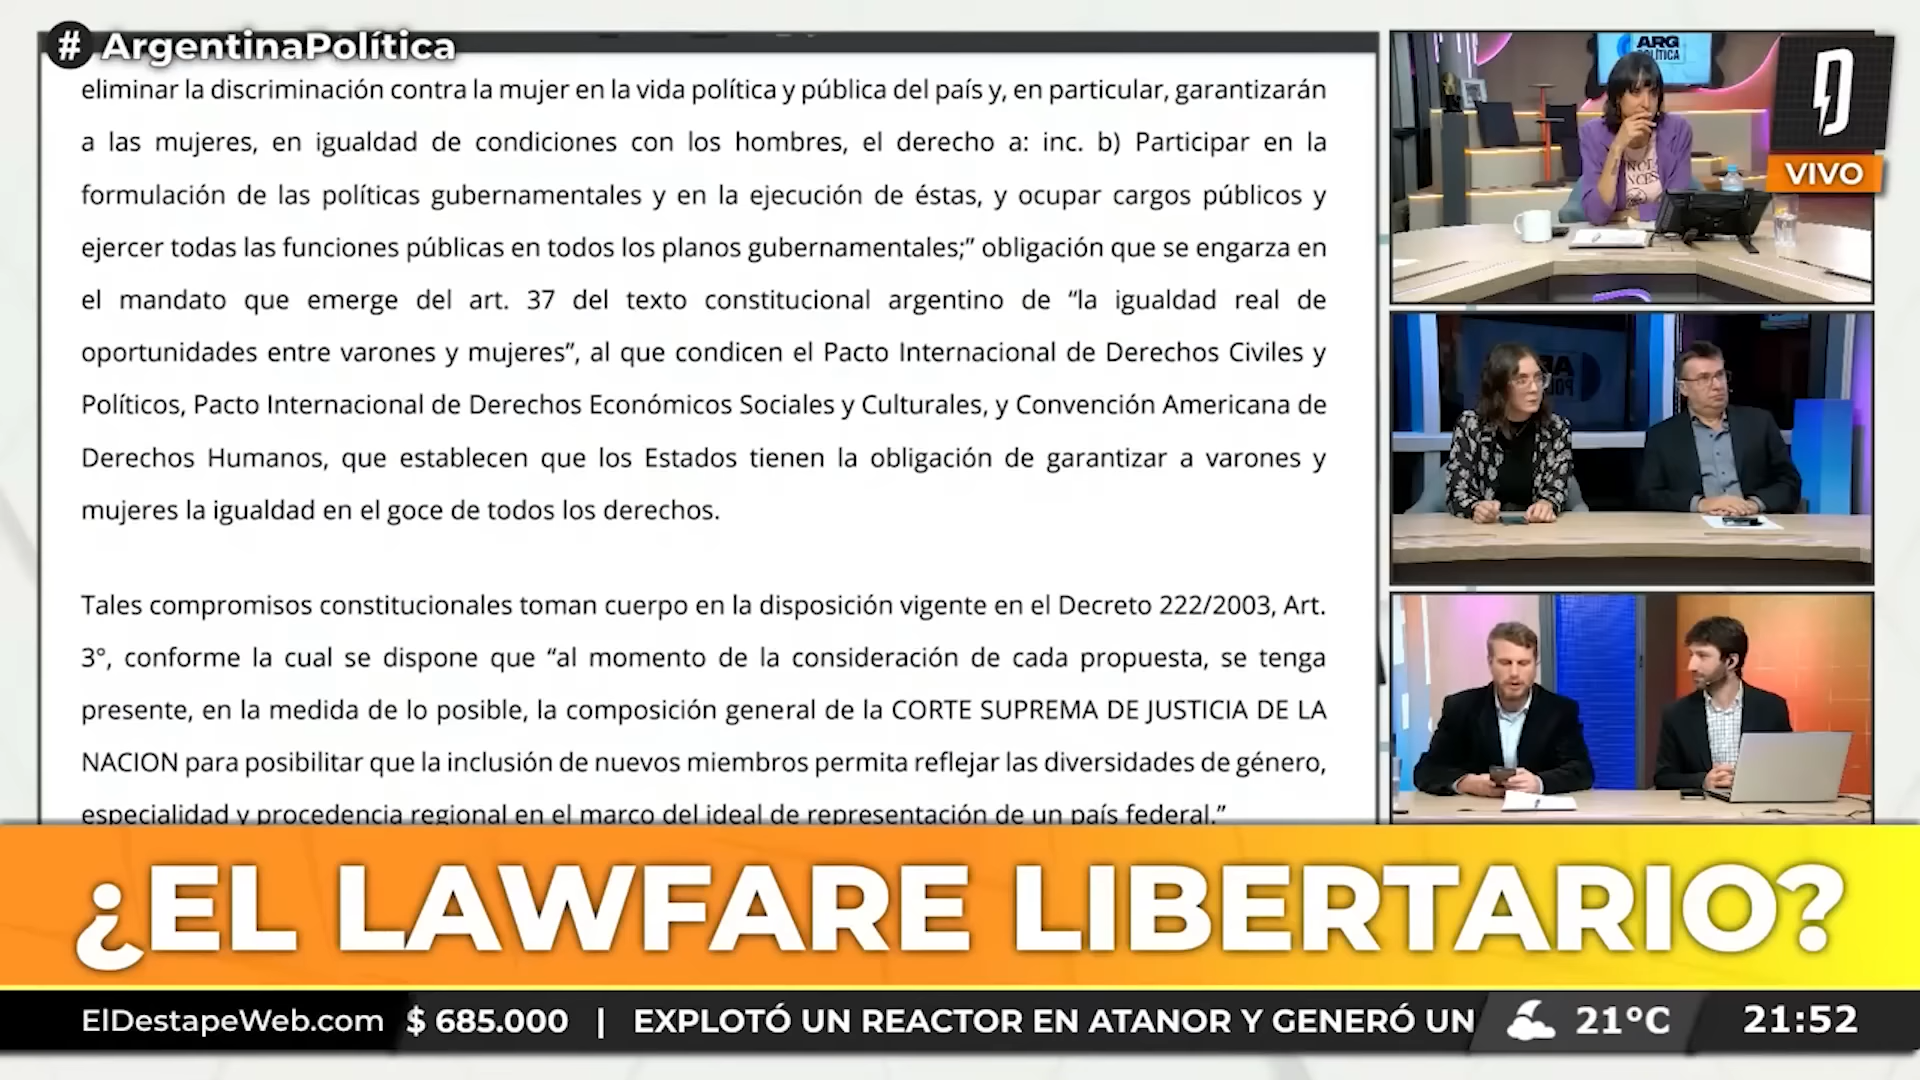 # ArgentinaPolítica
eliminar la discriminación contra la mujer en la vida política y pública del país y, en particular, garantizarán
a las mujeres, en igualdad de condiciones con los hombres, el derecho a: inc. b) Participar en la
formulación de las políticas gubernamentales y en la ejecución de éstas, y ocupar cargos públicos y
ejercer todas las funciones públicas en todos los planos gubernamentales;” obligación que se engarza en
el mandato que emerge del art. 37 del texto constitucional argentino de “la igualdad real de
oportunidades entre varones y mujeres”, al que condicen el Pacto Internacional de Derechos Civiles y
Políticos, Pacto Internacional de Derechos Económicos Sociales y Culturales, y Convención Americana de
Derechos Humanos, que establecen que los Estados tienen la obligación de garantizar a varones y
mujeres la igualdad en el goce de todos los derechos.
Tales compromisos constitucionales toman cuerpo en la disposición vigente en el Decreto 222/2003, Art.
3°, conforme la cual se dispone que “al momento de la consideración de cada propuesta, se tenga
presente, en la medida de lo posible, la composición general de la CORTE SUPREMA DE JUSTICIA DE LA
NACION para posibilitar que la inclusión de nuevos miembros permita reflejar las diversidades de género,
especialidad y procedencia regional en el marco del ideal de representación de un país federal.”
ARG
POLÍTICA
VIVO
¿EL LAWFARE LIBERTARIO?
ElDestapeWeb.com $ 685.000 | EXPLOTÓ UN REACTOR EN ATANOR Y GENERÓ UN 21°C 21:52